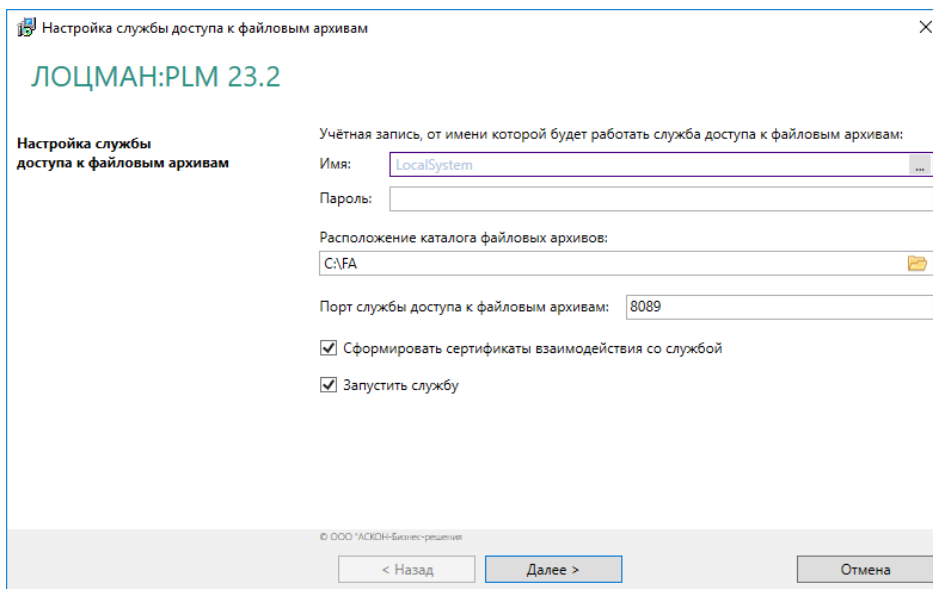 Настройка службы доступа к файловым архивам
ЛОЦМАН:PLM 23.2
Настройка службы
доступа к файловым архивам
Учётная запись, от имени которой будет работать служба доступа к файловым архивам:
Имя: LocalSystem ...
Пароль:
Расположение каталога файловых архивов:
C:\FA
Порт службы доступа к файловым архивам: 8089
Сформировать сертификаты взаимодействия со службой
Запустить службу
© ООО "АСКОН-Бизнес-решения
< Назад Далее > Отмена